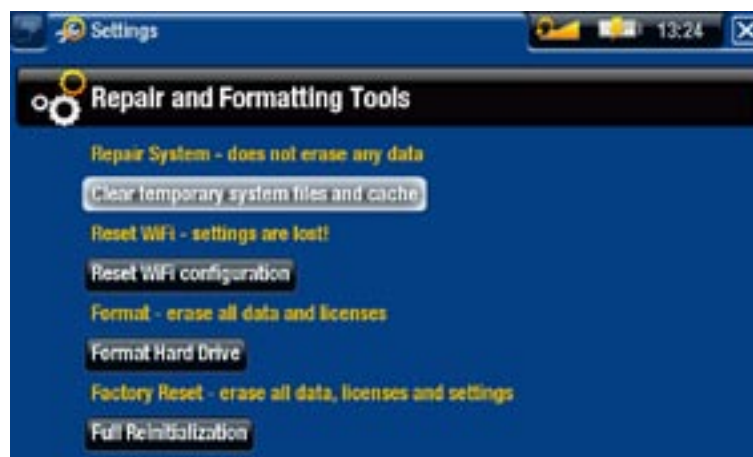 Settings
13:24
Repair and Formatting Tools
Repair System - does not erase any data
Clear temporary system files and cache
Reset WiFi - settings are lost!
Reset WiFi configuration
Format - erase all data and licenses
Format Hard Drive
Factory Reset - erase all data, licenses and settings
Full Reinitialization